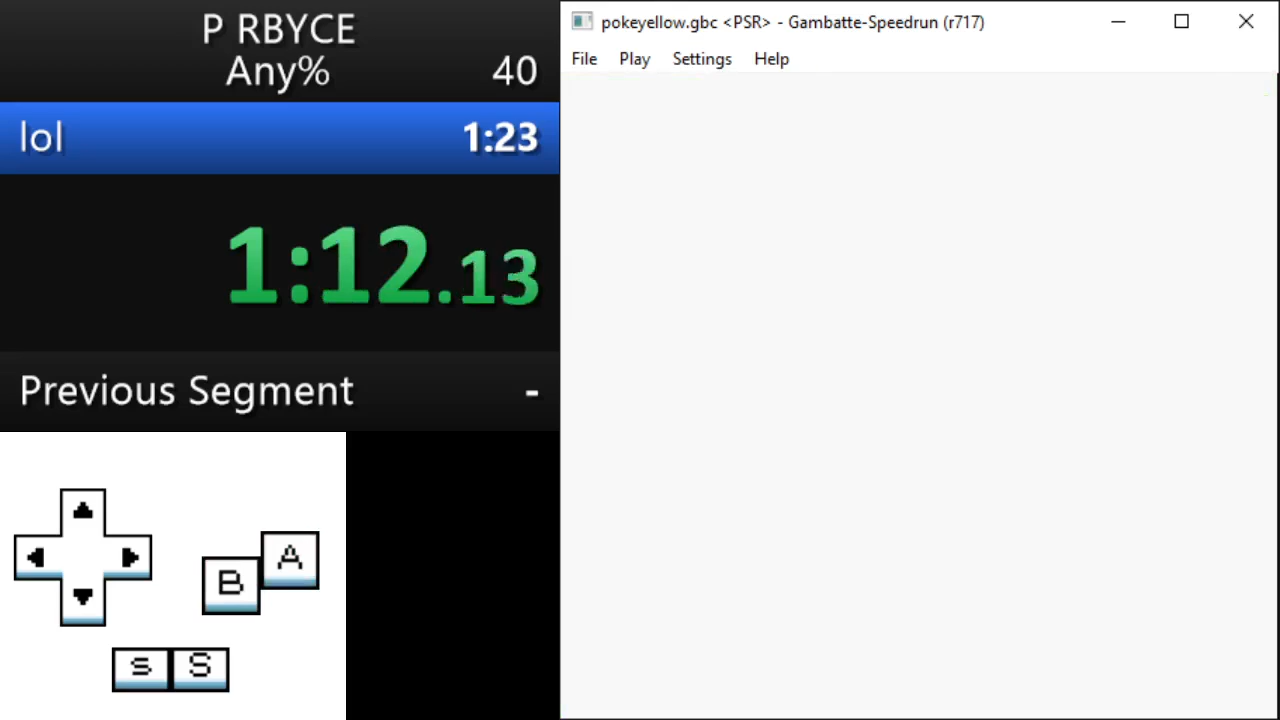 P RBYCE
Any% 40
lol 1:23
1:12.13
Previous Segment -
B A
s S
pokeyellow.gbc <PSR> - Gambatte-Speedrun (r717)
File Play Settings Help